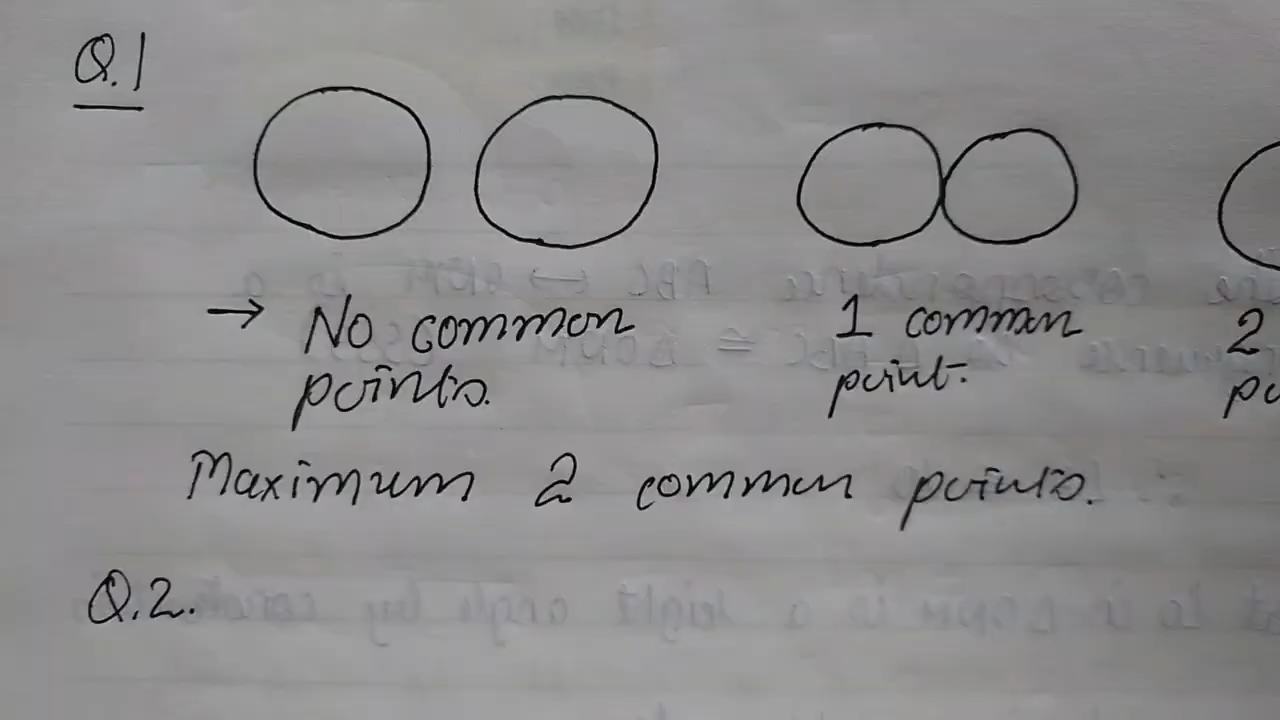 Q.1
→ No common 1 common 2
points. point.
Maximum 2 common points.
Q.2.